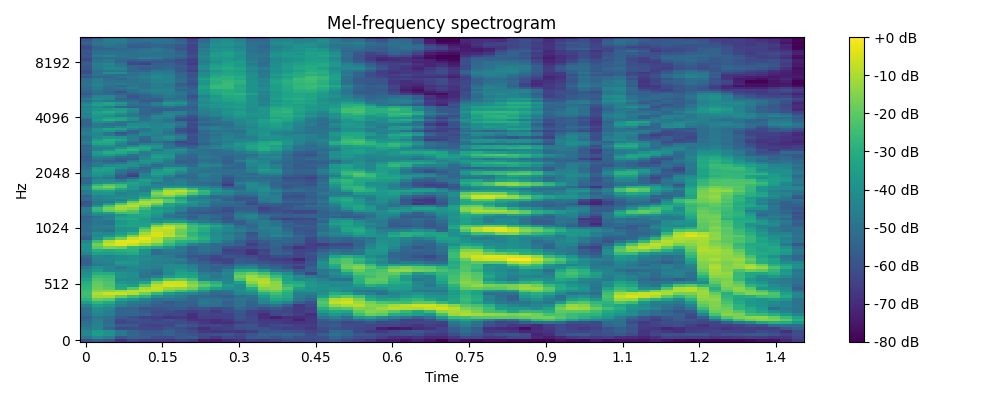 Mel-frequency spectrogram
Hz
8192
4096
2048
1024
512
0
0 0.15 0.3 0.45 0.6 0.75 0.9 1.1 1.2 1.4
Time
+0 dB
-10 dB
-20 dB
-30 dB
-40 dB
-50 dB
-60 dB
-70 dB
-80 dB